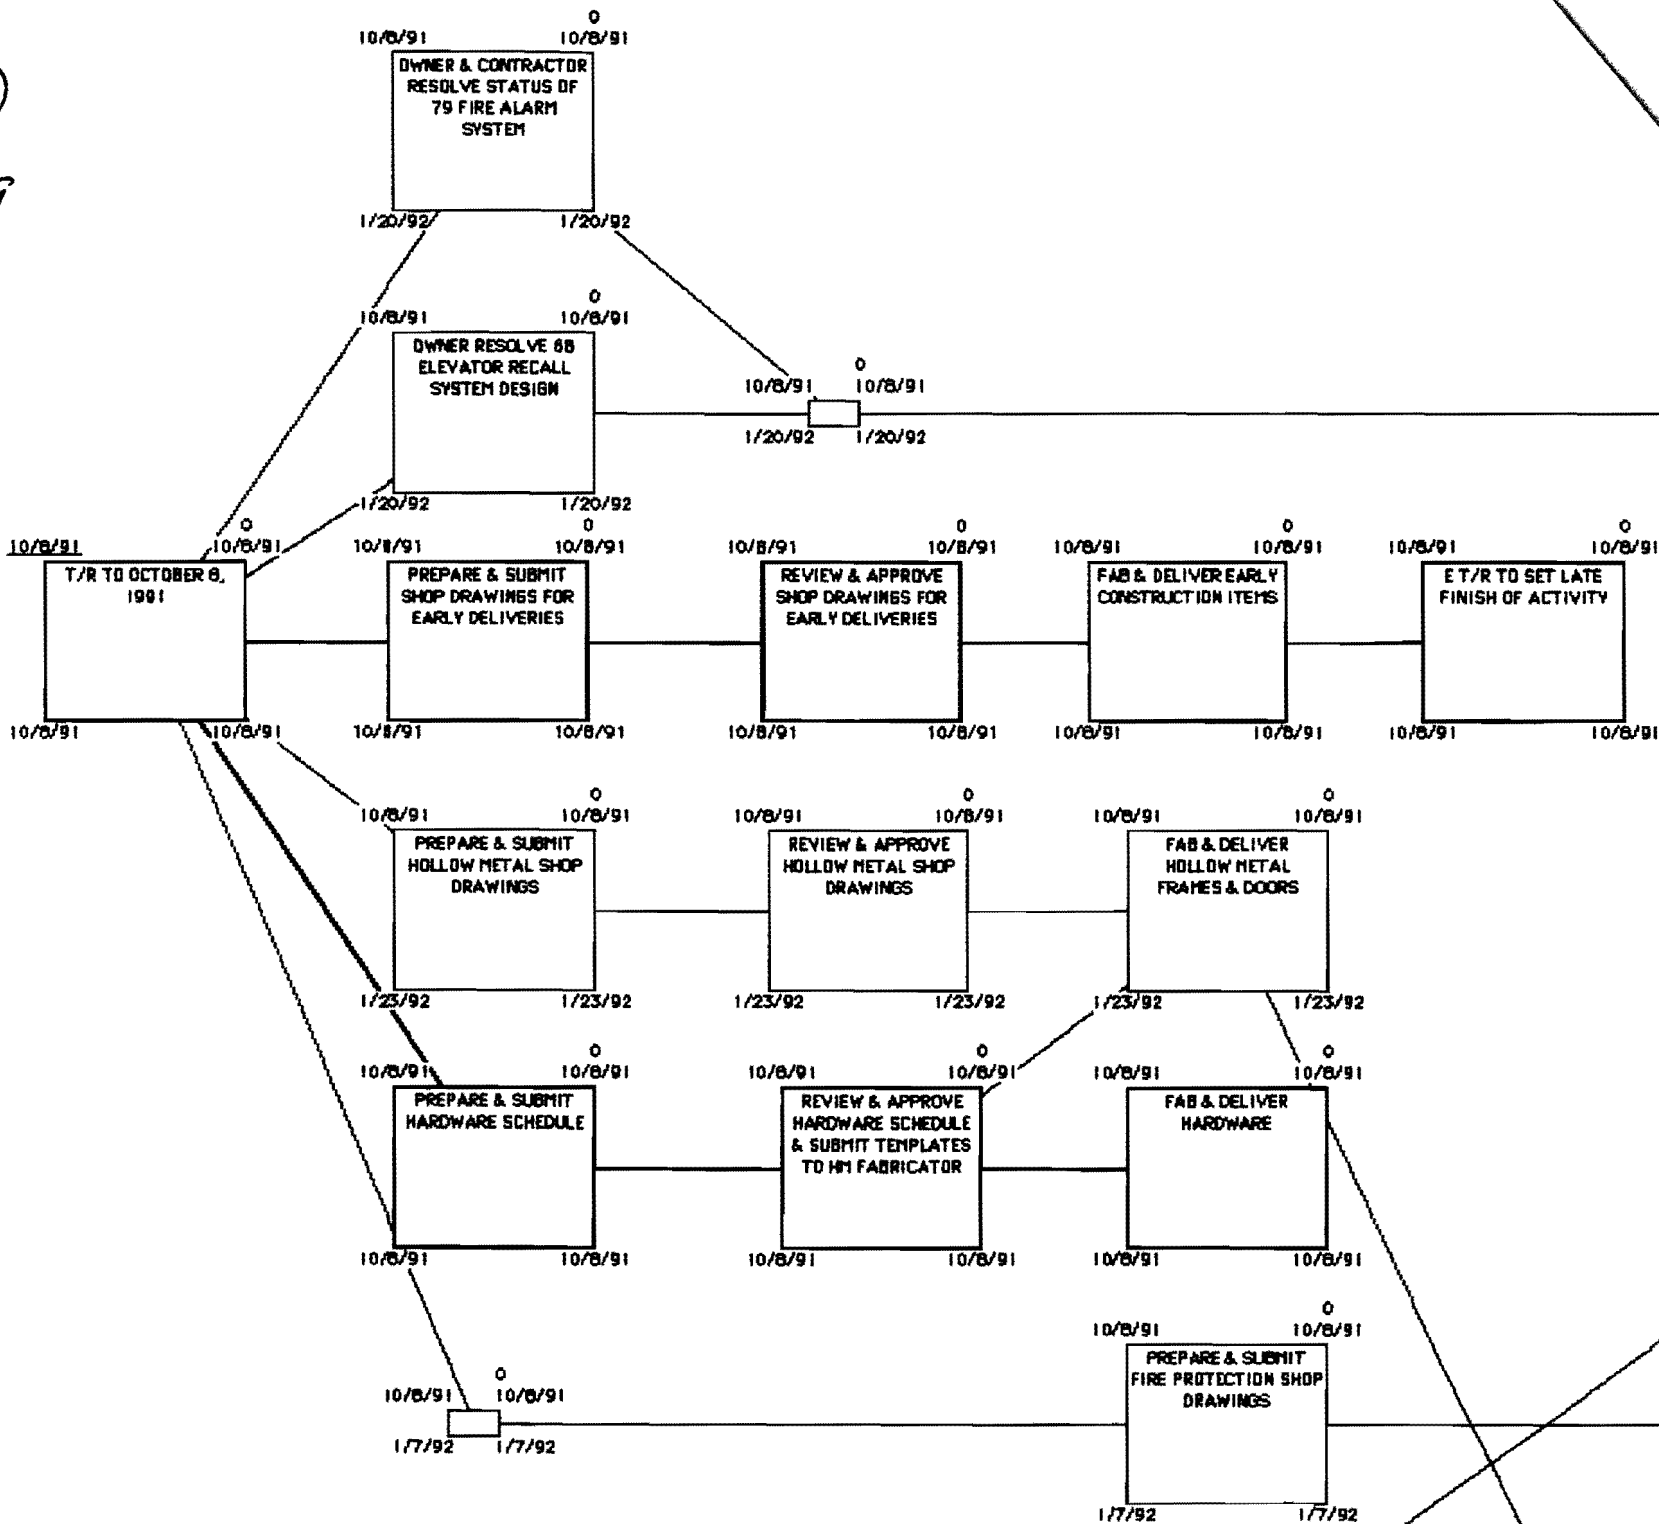 0
10/8/91 10/8/91
OWNER & CONTRACTOR
RESOLVE STATUS OF
79 FIRE ALARM
SYSTEM
1/20/92 1/20/92
0
10/8/91 10/8/91
OWNER RESOLVE 68
ELEVATOR RECALL
SYSTEM DESIGN
1/20/92 1/20/92
0
10/8/91 10/8/91
1/20/92 1/20/92
0
10/8/91 10/8/91
T/R TO OCTOBER 8,
1991
10/8/91 10/8/91
0
10/8/91 10/8/91
PREPARE & SUBMIT
SHOP DRAWINGS FOR
EARLY DELIVERIES
10/8/91 10/8/91
0
10/8/91 10/8/91
REVIEW & APPROVE
SHOP DRAWINGS FOR
EARLY DELIVERIES
10/8/91 10/8/91
0
10/8/91 10/8/91
FAB & DELIVER EARLY
CONSTRUCTION ITEMS
10/8/91 10/8/91
0
10/8/91 10/8/91
E T/R TO SET LATE
FINISH OF ACTIVITY
10/8/91 10/8/91
0
10/8/91 10/8/91
PREPARE & SUBMIT
HOLLOW METAL SHOP
DRAWINGS
1/23/92 1/23/92
0
10/8/91 10/8/91
REVIEW & APPROVE
HOLLOW METAL SHOP
DRAWINGS
1/23/92 1/23/92
0
10/8/91 10/8/91
FAB & DELIVER
HOLLOW METAL
FRAMES & DOORS
1/23/92 1/23/92
0
10/8/91 10/8/91
PREPARE & SUBMIT
HARDWARE SCHEDULE
10/8/91 10/8/91
0
10/8/91 10/8/91
REVIEW & APPROVE
HARDWARE SCHEDULE
& SUBMIT TEMPLATES
TO HM FABRICATOR
10/8/91 10/8/91
0
10/8/91 10/8/91
FAB & DELIVER
HARDWARE
10/8/91 10/8/91
0
10/8/91 10/8/91
1/7/92 1/7/92
0
10/8/91 10/8/91
PREPARE & SUBMIT
FIRE PROTECTION SHOP
DRAWINGS
1/7/92 1/7/92